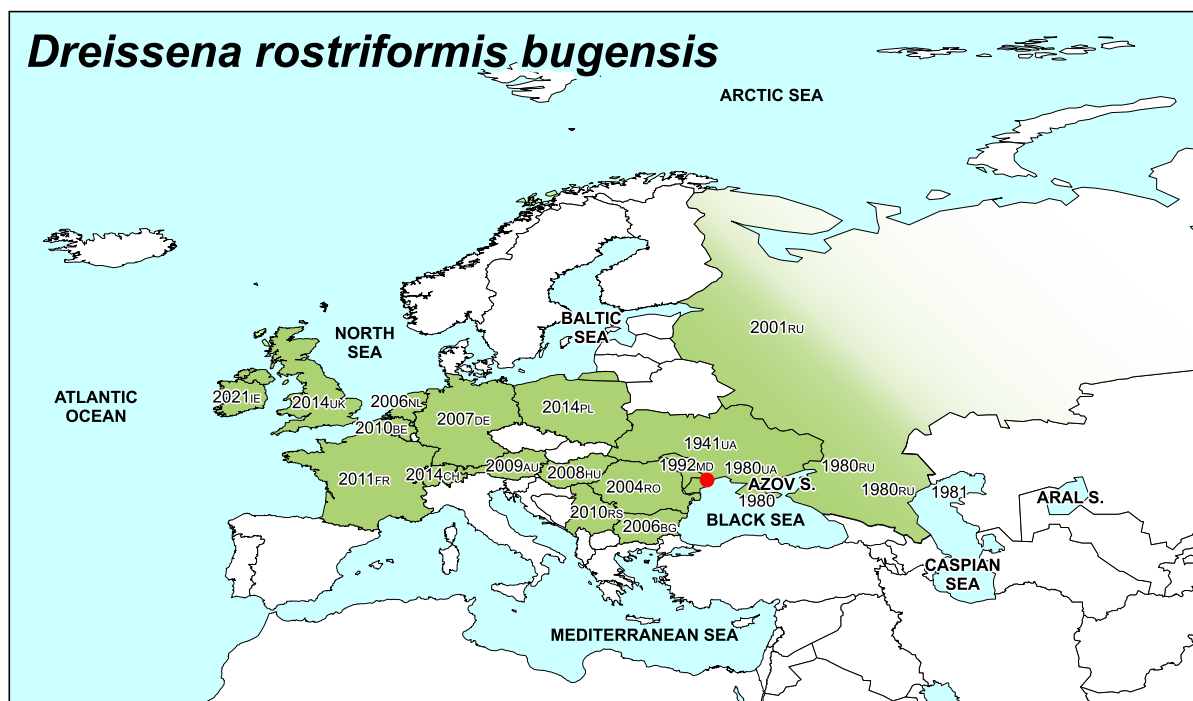 Dreissena rostriformis bugensis
ARCTIC SEA
2001RU
BALTIC
SEA
NORTH
SEA
ATLANTIC
OCEAN
2021IE
2014UK
2006NL
2010BE
2007DE
2014PL
1941UA
2011FR
2014CH
2009AU
2008HU
1992MD
1980UA
1980RU
2004RO
AZOV S.
1980RU
1981
ARAL S.
1980
2010RS
2006BG
BLACK SEA
CASPIAN
SEA
MEDITERRANEAN SEA